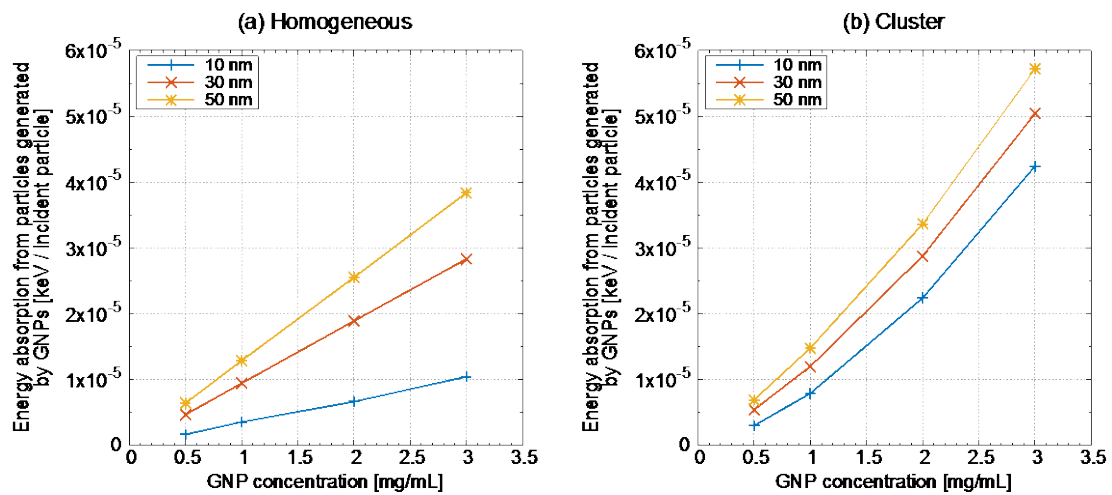 (a) Homogeneous
6x10⁻⁵
5x10⁻⁵
4x10⁻⁵
3x10⁻⁵
2x10⁻⁵
1x10⁻⁵
0
10 nm
30 nm
50 nm
Energy absorption from particles generated
by GNPs [keV / Incident particle]
0 0.5 1 1.5 2 2.5 3 3.5
GNP concentration [mg/mL]
(b) Cluster
6x10⁻⁵
5x10⁻⁵
4x10⁻⁵
3x10⁻⁵
2x10⁻⁵
1x10⁻⁵
0
10 nm
30 nm
50 nm
Energy absorption from particles generated
by GNPs [keV / Incident particle]
0 0.5 1 1.5 2 2.5 3 3.5
GNP concentration [mg/mL]